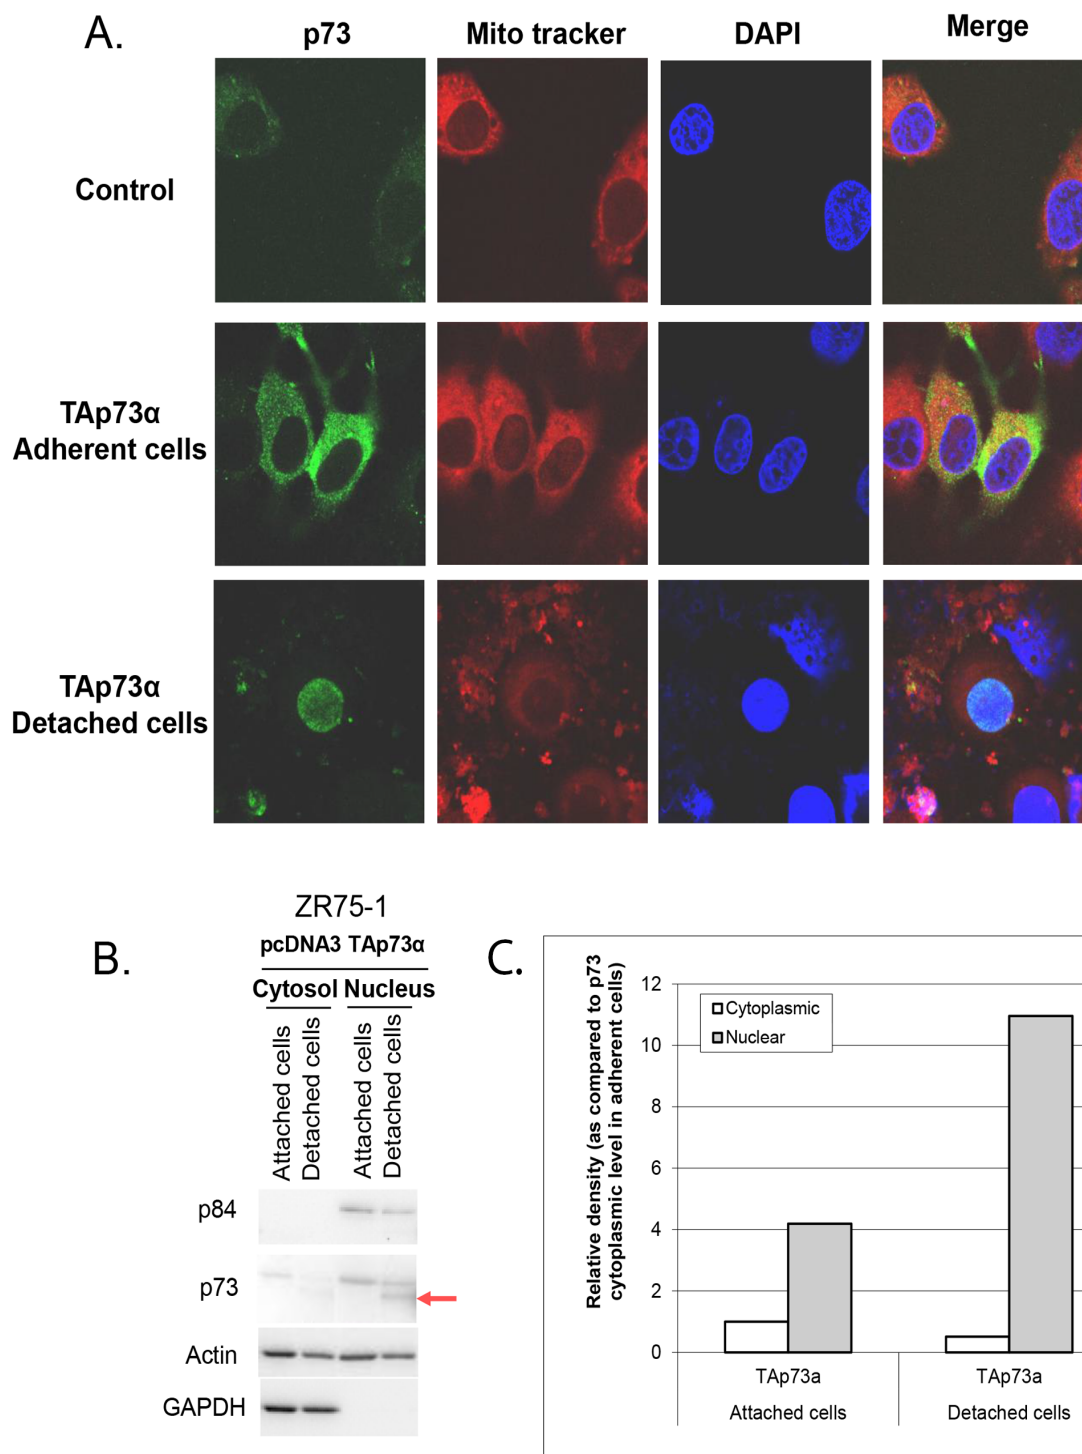 A.
p73 Mito tracker DAPI Merge
Control
TAp73α
Adherent cells
TAp73α
Detached cells
B.
ZR75-1
pcDNA3 TAp73α
Cytosol Nucleus
Attached cells
Detached cells
Attached cells
Detached cells
p84
p73
Actin
GAPDH
C.
Relative density (as compared to p73
cytoplasmic level in adherent cells)
12
10
8
6
4
2
0
Cytoplasmic
Nuclear
TAp73a TAp73a
Attached cells Detached cells